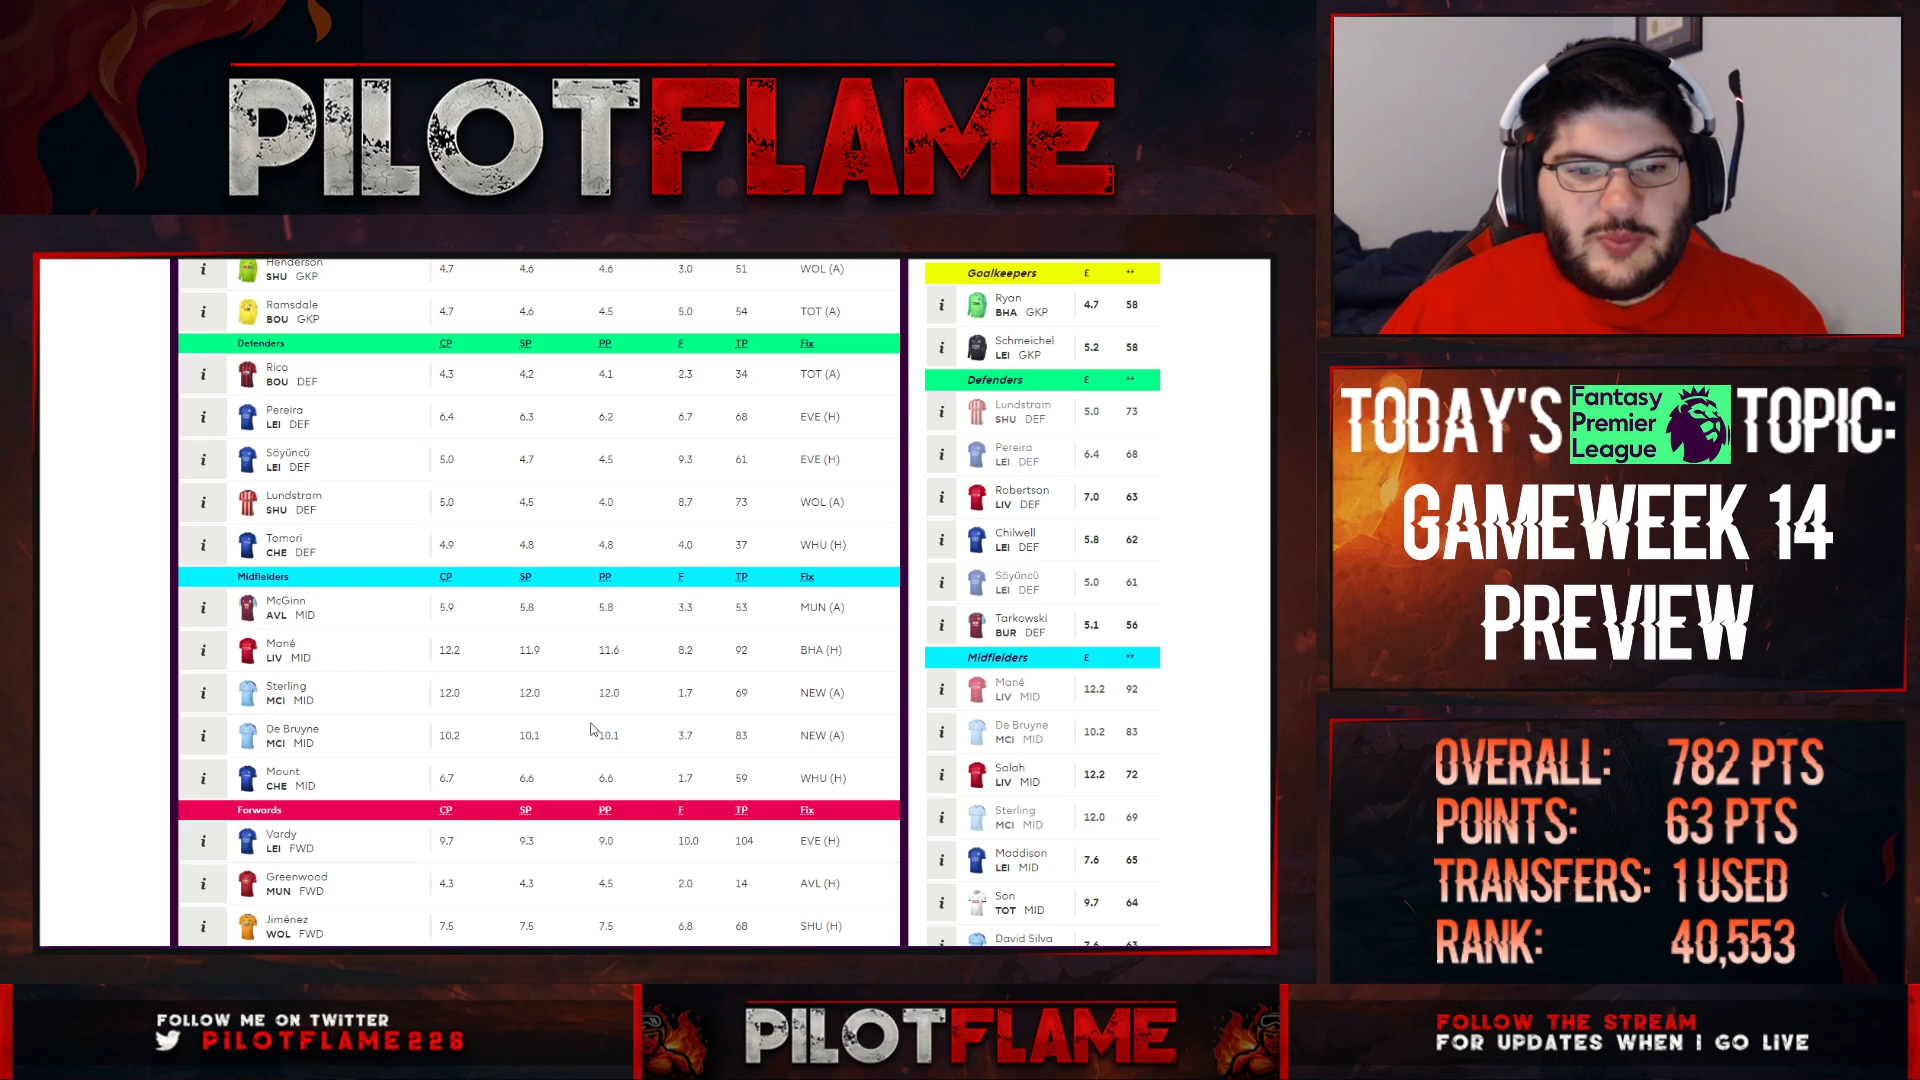 PILOTFLAME
Henderson
SHU GKP 4.7 4.6 4.6 3.0 51 WOL (A)
Ramsdale
BOU GKP 4.7 4.6 4.5 5.0 54 TOT (A)
Defenders CP SP PP F TP Fix
Rico
BOU DEF 4.3 4.2 4.1 2.3 34 TOT (A)
Pereira
LEI DEF 6.4 6.3 6.2 6.7 68 EVE (H)
Söyüncü
LEI DEF 5.0 4.7 4.5 9.3 61 EVE (H)
Lundstram
SHU DEF 5.0 4.5 4.0 8.7 73 WOL (A)
Tomori
CHE DEF 4.9 4.8 4.8 4.0 37 WHU (H)
Midfielders CP SP PP F TP Fix
McGinn
AVL MID 5.9 5.8 5.8 3.3 53 MUN (A)
Mané
LIV MID 12.2 11.9 11.6 8.2 92 BHA (H)
Sterling
MCI MID 12.0 12.0 12.0 1.7 69 NEW (A)
De Bruyne
MCI MID 10.2 10.1 10.1 3.7 83 NEW (A)
Mount
CHE MID 6.7 6.6 6.6 1.7 59 WHU (H)
Forwards CP SP PP F TP Fix
Vardy
LEI FWD 9.7 9.3 9.0 10.0 104 EVE (H)
Greenwood
MUN FWD 4.3 4.3 4.5 2.0 14 AVL (H)
Jiménez
WOL FWD 7.5 7.5 7.5 6.8 68 SHU (H)
Goalkeepers £ **
Ryan
BHA GKP 4.7 58
Schmeichel
LEI GKP 5.2 58
Defenders £ **
Lundstram
SHU DEF 5.0 73
Pereira
LEI DEF 6.4 68
Robertson
LIV DEF 7.0 63
Chilwell
LEI DEF 5.8 62
Söyüncü
LEI DEF 5.0 61
Tarkowski
BUR DEF 5.1 56
Midfielders £ **
Mané
LIV MID 12.2 92
De Bruyne
MCI MID 10.2 83
Salah
LIV MID 12.2 72
Sterling
MCI MID 12.0 69
Maddison
LEI MID 7.6 65
Son
TOT MID 9.7 64
David Silva 7.6 63
TODAY'S Fantasy Premier League TOPIC:
GAMEWEEK 14
PREVIEW
OVERALL: 782 PTS
POINTS: 63 PTS
TRANSFERS: 1 USED
RANK: 40,553
FOLLOW ME ON TWITTER
PILOTFLAME226
PILOTFLAME
FOLLOW THE STREAM
FOR UPDATES WHEN I GO LIVE